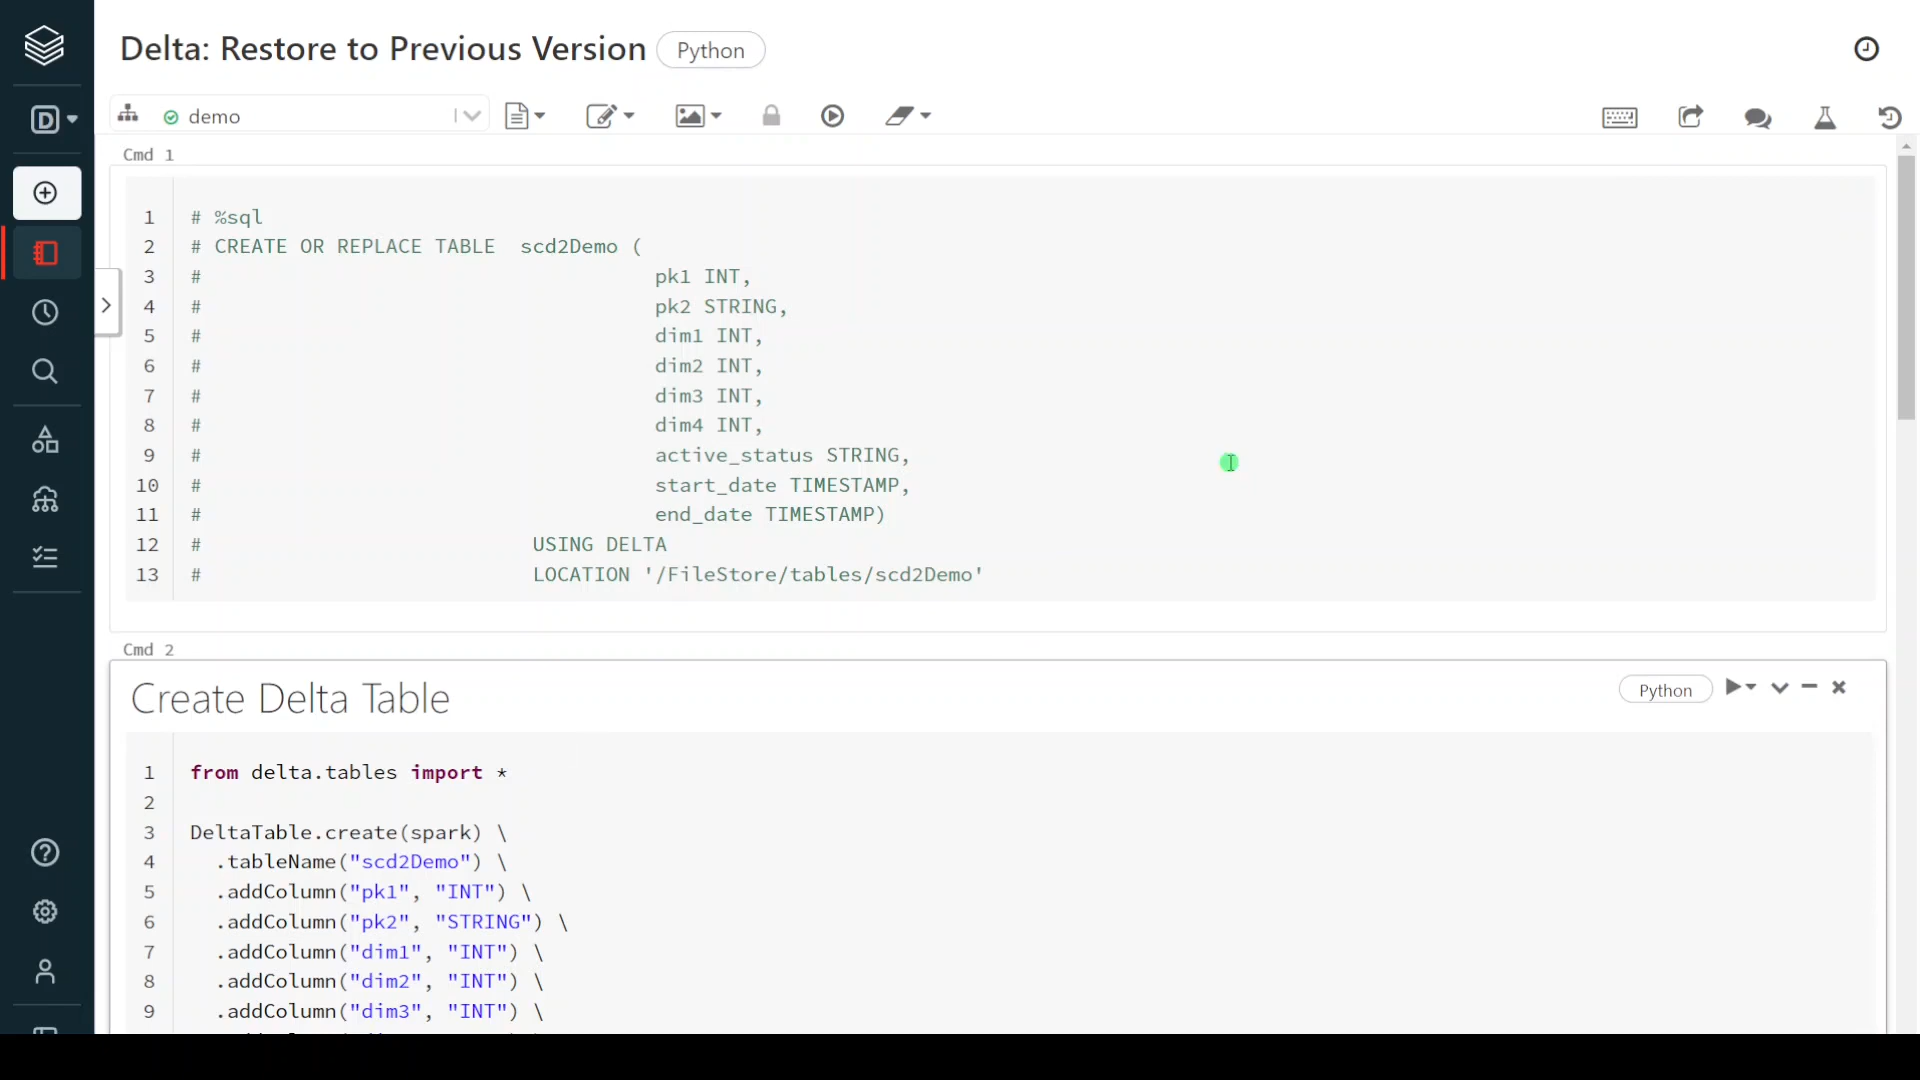 Delta: Restore to Previous Version Python
demo
Cmd 1
1 # %sql
2 # CREATE OR REPLACE TABLE scd2Demo (
3 # pk1 INT,
4 # pk2 STRING,
5 # dim1 INT,
6 # dim2 INT,
7 # dim3 INT,
8 # dim4 INT,
9 # active_status STRING,
10 # start_date TIMESTAMP,
11 # end_date TIMESTAMP)
12 # USING DELTA
13 # LOCATION '/FileStore/tables/scd2Demo'
Cmd 2
Create Delta Table Python
1 from delta.tables import *
2
3 DeltaTable.create(spark) \
4 .tableName("scd2Demo") \
5 .addColumn("pk1", "INT") \
6 .addColumn("pk2", "STRING") \
7 .addColumn("dim1", "INT") \
8 .addColumn("dim2", "INT") \
9 .addColumn("dim3", "INT") \